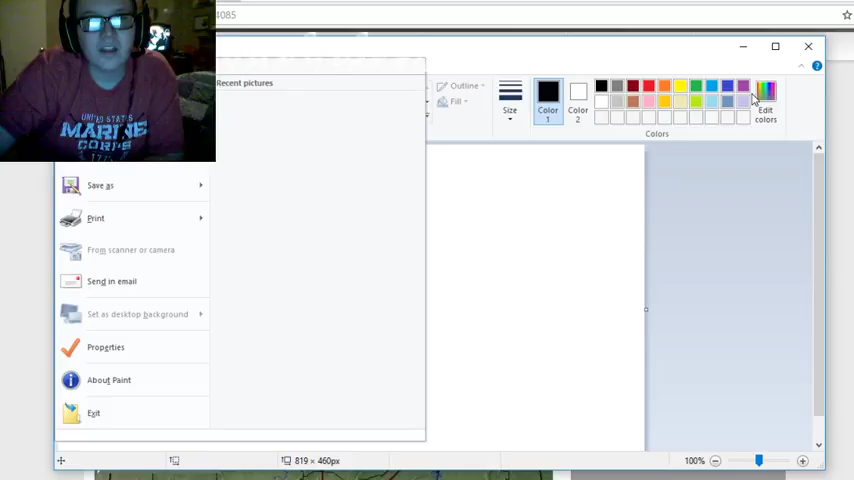 4085
Recent pictures
Outline
Fill
Size
Color
1
Color
2
Edit
colors
Colors
UNITED STATES
MARINE
CORPS
1775
Save as
Print
From scanner or camera
Send in email
Set as desktop background
Properties
About Paint
Exit
819 × 460px
100%